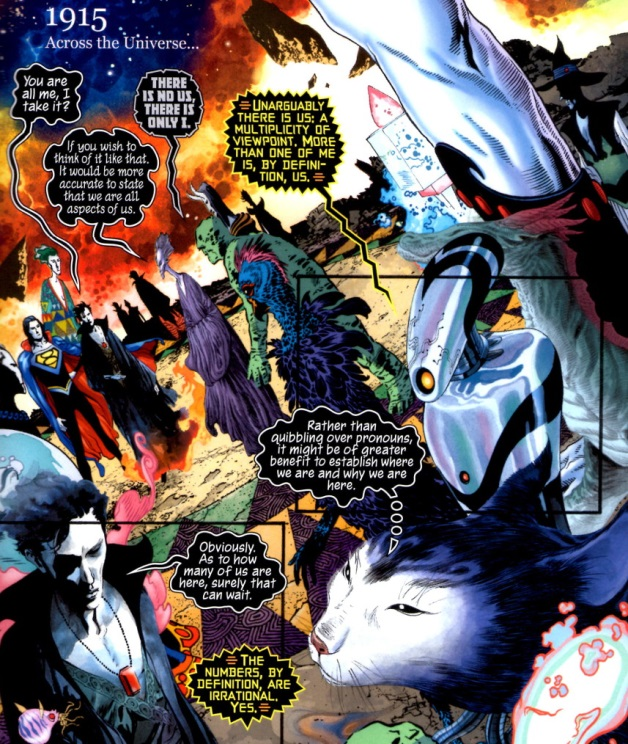 1915
Across the Universe...
You are
all me, I
take it?
If you wish to
think of it like that.
It would be more
accurate to state
that we are all
aspects of us.
THERE
IS NO US,
THERE IS
ONLY I.
UNARGUABLY
THERE IS US: A
MULTIPLICITY OF
VIEWPOINT. MORE
THAN ONE OF ME
IS, BY DEFINI-
TION, US.
Rather than
quibbling over pronouns,
it might be of greater
benefit to establish where
we are and why we are
here.
Obviously.
As to how
many of us are
here, surely that
can wait.
THE
NUMBERS, BY
DEFINITION, ARE
IRRATIONAL.
YES.